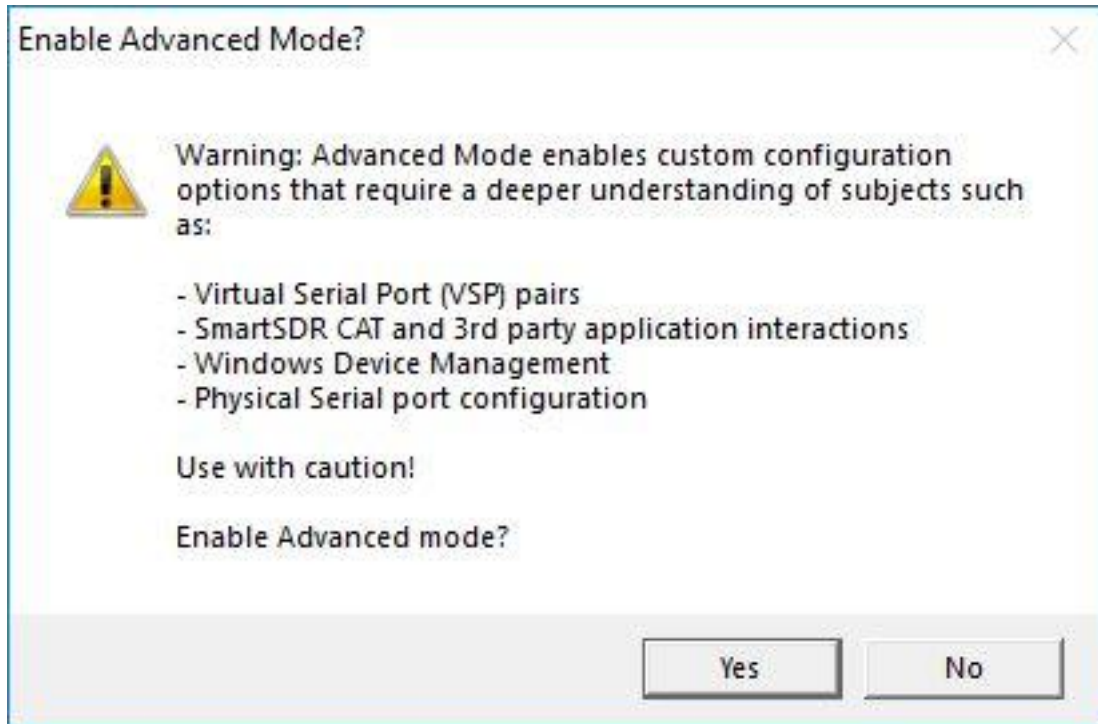 Enable Advanced Mode?
Warning: Advanced Mode enables custom configuration
options that require a deeper understanding of subjects such
as:
- Virtual Serial Port (VSP) pairs
- SmartSDR CAT and 3rd party application interactions
- Windows Device Management
- Physical Serial port configuration
Use with caution!
Enable Advanced mode?
Yes
No